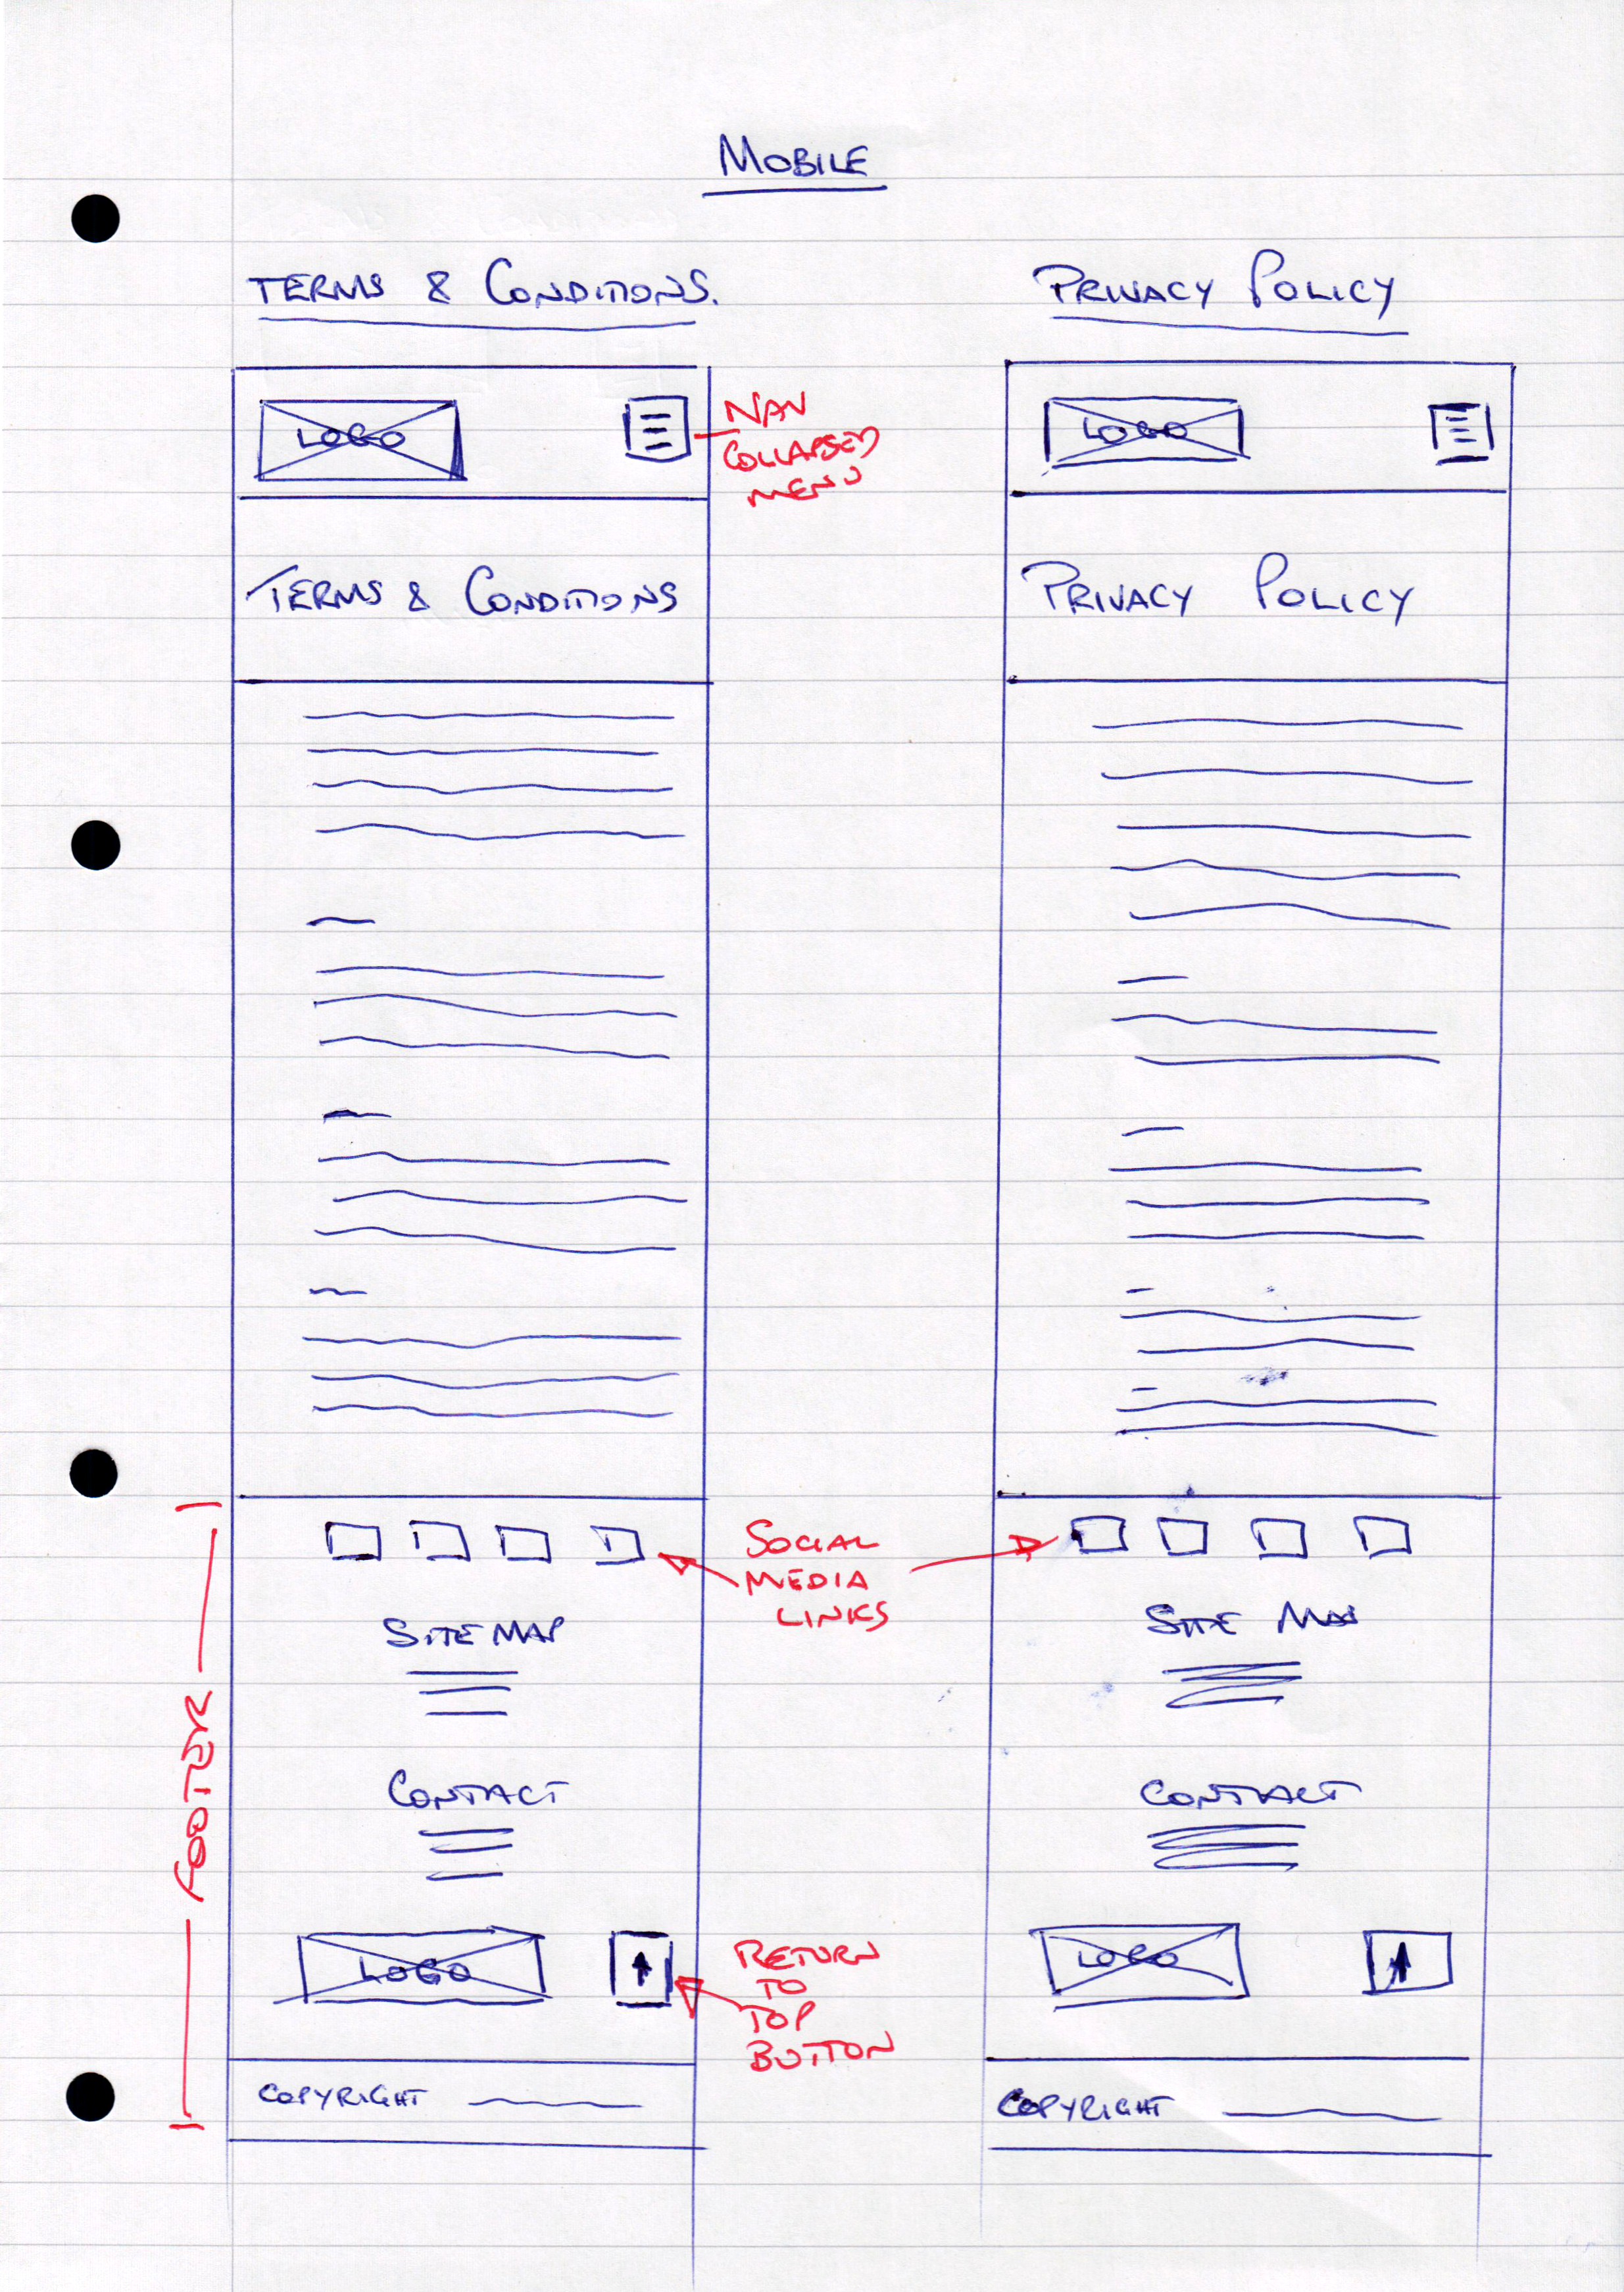 MOBILE
TERMS & CONDITIONS.
PRIVACY POLICY
LOGO
NAV
COLLAPSED
MENU
LOGO
TERMS & CONDITIONS
PRIVACY POLICY
SOCIAL
MEDIA
LINKS
SITE MAP
SITE MAP
FOOTER
CONTACT
CONTACT
LOGO
RETURN
TO
TOP
BUTTON
LOGO
COPYRIGHT
COPYRIGHT